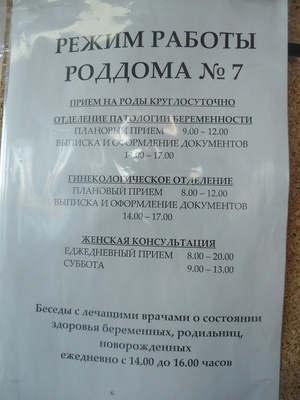 РЕЖИМ РАБОТЫ
РОДДОМА № 7
ПРИЕМ НА РОДЫ КРУГЛОСУТОЧНО
ОТДЕЛЕНИЕ ПАТОЛОГИИ БЕРЕМЕННОСТИ
ПЛАНОВЫЙ ПРИЕМ 9.00 – 12.00
ВЫПИСКА И ОФОРМЛЕНИЕ ДОКУМЕНТОВ
– 17.00
ГИНЕКОЛОГИЧЕСКОЕ ОТДЕЛЕНИЕ
ПЛАНОВЫЙ ПРИЕМ 8.00 – 12.00
ВЫПИСКА И ОФОРМЛЕНИЕ ДОКУМЕНТОВ
14.00 – 17.00
ЖЕНСКАЯ КОНСУЛЬТАЦИЯ
ЕЖДЕНЕВНЫЙ ПРИЕМ 8.00 – 20.00
СУББОТА 9.00 – 13.00
Беседы с лечащими врачами о состоянии
здоровья беременных, родильниц,
новорожденных
ежедневно с 14.00 до 16.00 часов